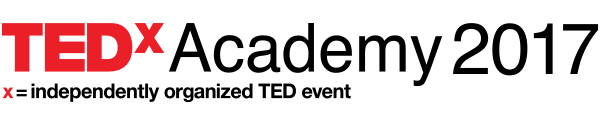 TEDx Academy 2017
x = independently organized TED event